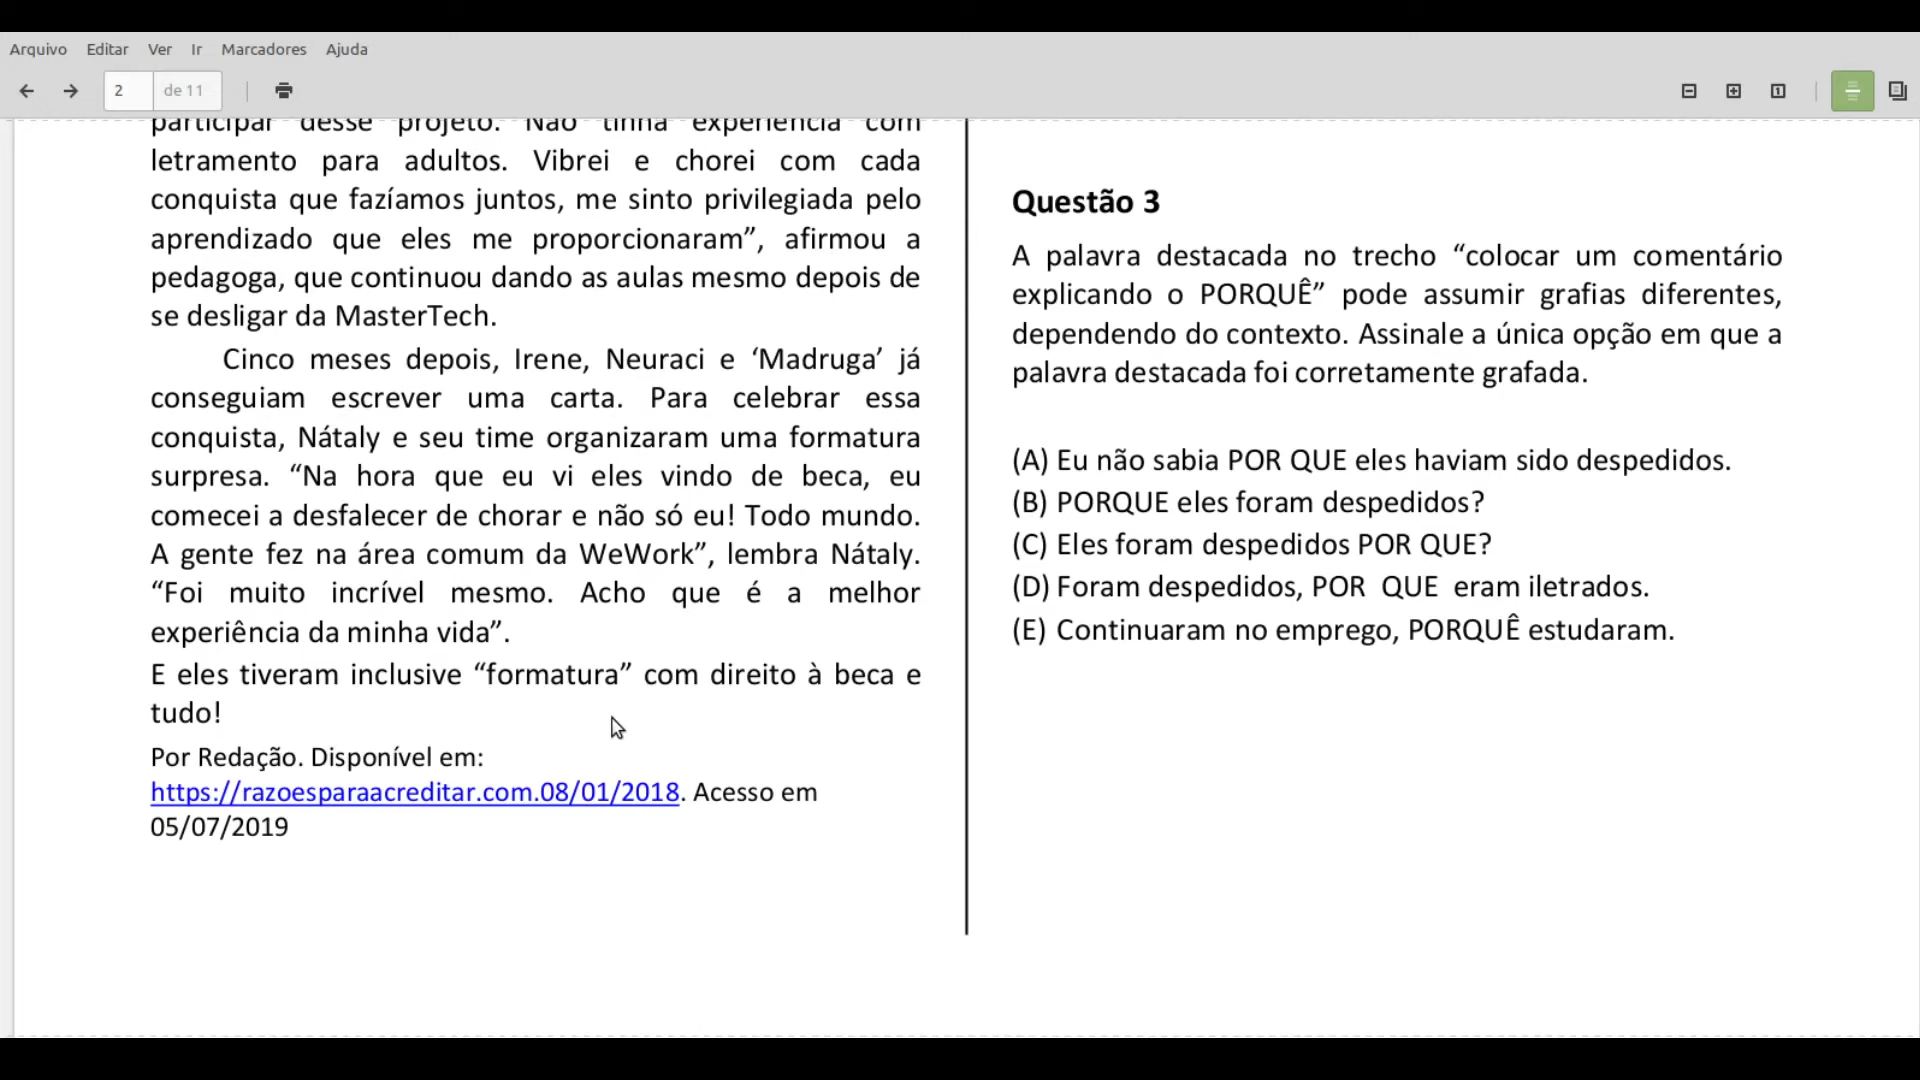 Arquivo Editar Ver Ir Marcadores Ajuda
2 de 11
participar desse projeto. Não tinha experiência com
letramento para adultos. Vibrei e chorei com cada
conquista que fazíamos juntos, me sinto privilegiada pelo
aprendizado que eles me proporcionaram”, afirmou a
pedagoga, que continuou dando as aulas mesmo depois de
se desligar da MasterTech.
Cinco meses depois, Irene, Neuraci e ‘Madruga’ já
conseguiam escrever uma carta. Para celebrar essa
conquista, Nátaly e seu time organizaram uma formatura
surpresa. “Na hora que eu vi eles vindo de beca, eu
comecei a desfalecer de chorar e não só eu! Todo mundo.
A gente fez na área comum da WeWork”, lembra Nátaly.
“Foi muito incrível mesmo. Acho que é a melhor
experiência da minha vida”.
E eles tiveram inclusive “formatura” com direito à beca e
tudo!
Por Redação. Disponível em:
https://razoesparaacreditar.com.08/01/2018. Acesso em
05/07/2019
Questão 3
A palavra destacada no trecho “colocar um comentário
explicando o PORQUÊ” pode assumir grafias diferentes,
dependendo do contexto. Assinale a única opção em que a
palavra destacada foi corretamente grafada.
(A) Eu não sabia POR QUE eles haviam sido despedidos.
(B) PORQUE eles foram despedidos?
(C) Eles foram despedidos POR QUE?
(D) Foram despedidos, POR QUE eram iletrados.
(E) Continuaram no emprego, PORQUÊ estudaram.